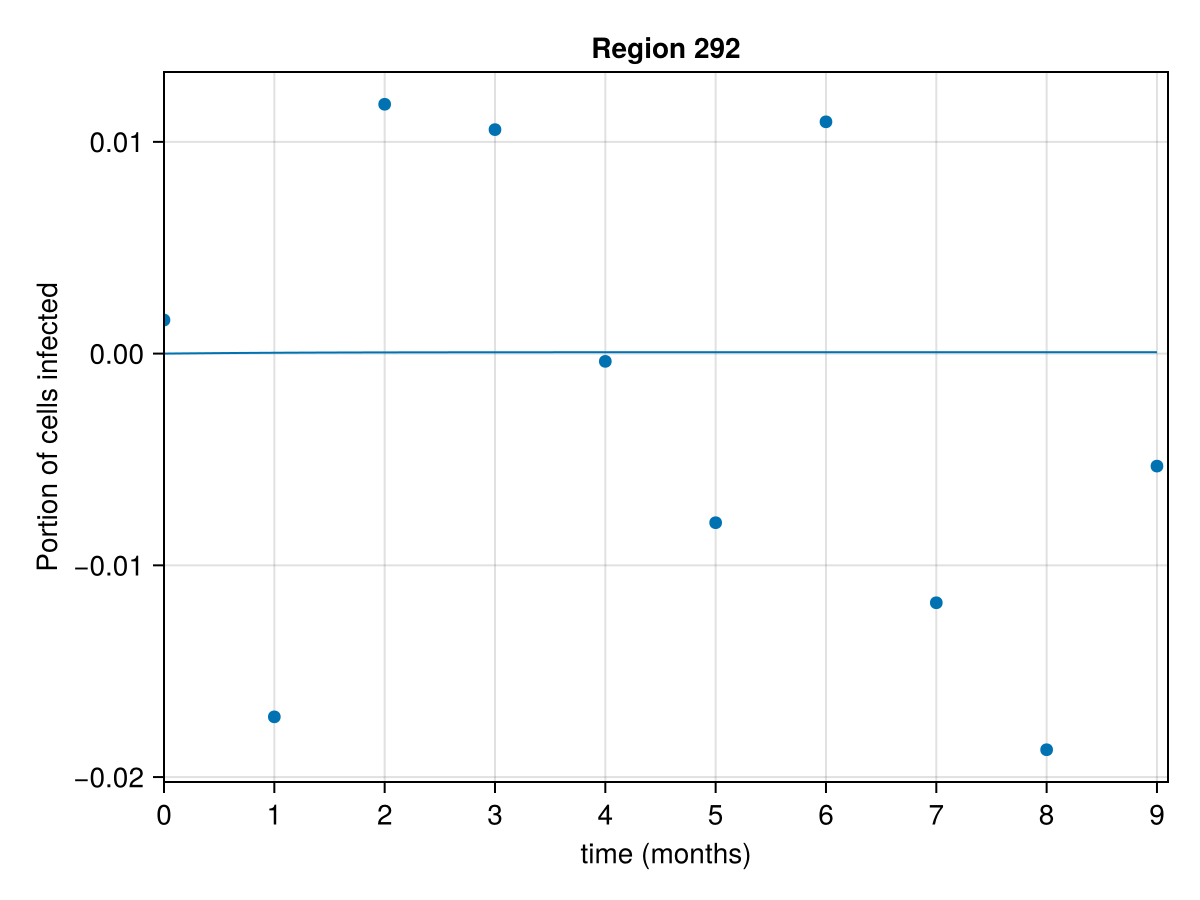 Region 292
Portion of cells infected
0.01
0.00
−0.01
−0.02
0 1 2 3 4 5 6 7 8 9
time (months)